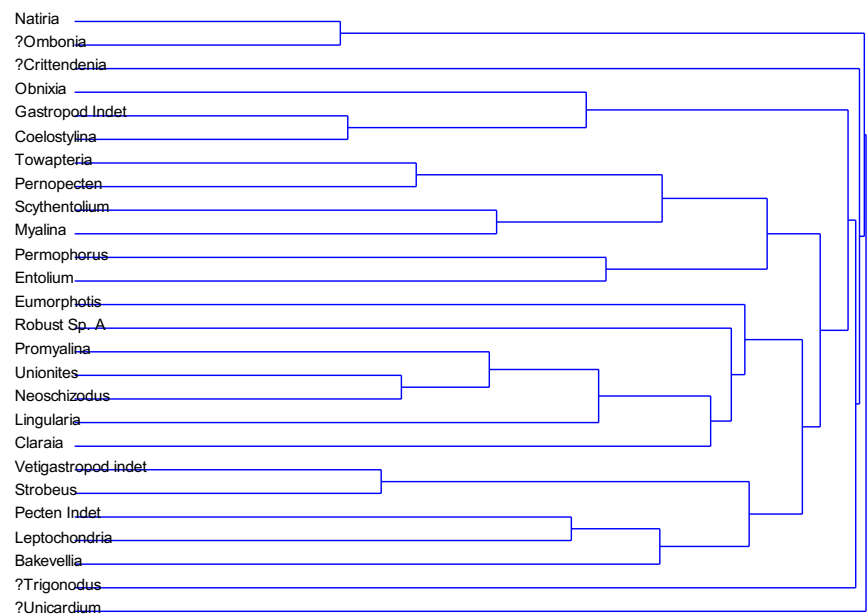 Natiria
?Ombonia
?Crittendenia
Obnixia
Gastropod Indet
Coelostylina
Towapteria
Pernopecten
Scythentolium
Myalina
Permophorus
Entolium
Eumorphotis
Robust Sp. A
Promyalina
Unionites
Neoschizodus
Lingularia
Claraia
Vetigastropod indet
Strobeus
Pecten Indet
Leptochondria
Bakevellia
?Trigonodus
?Unicardium